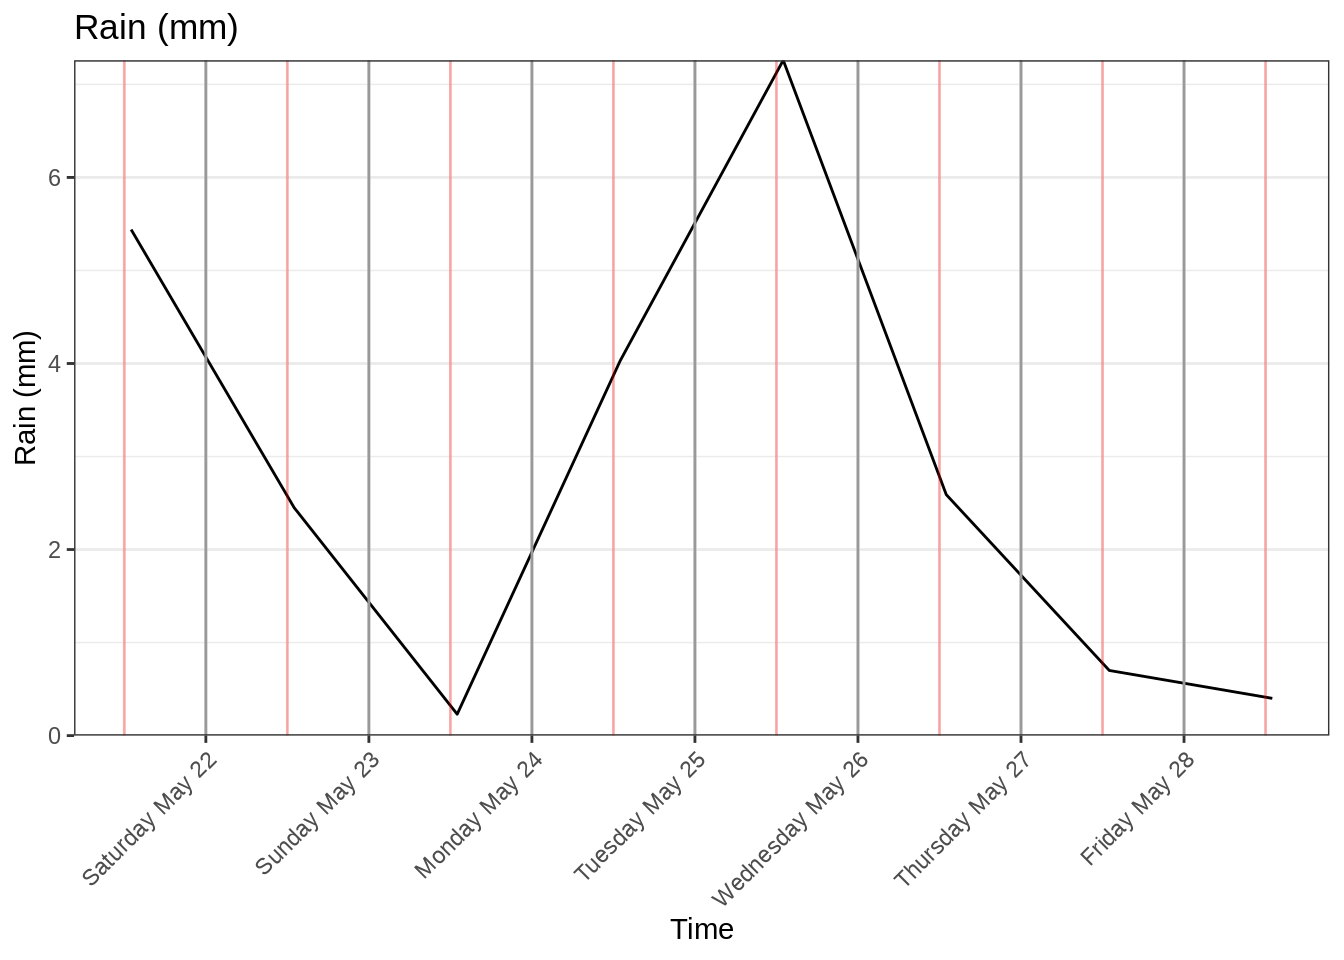 Rain (mm)
Rain (mm)
6
4
2
0
Saturday May 22
Sunday May 23
Monday May 24
Tuesday May 25
Wednesday May 26
Thursday May 27
Friday May 28
Time